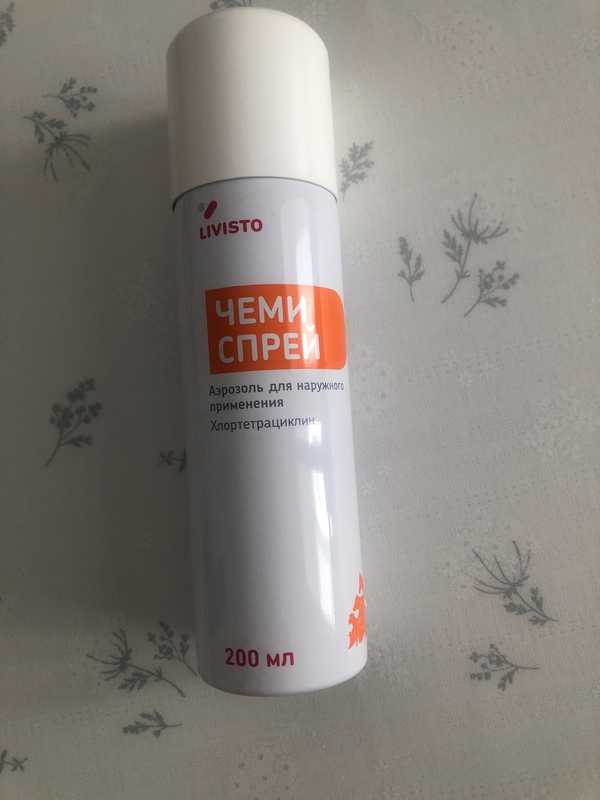 LIVISTO
ЧЕМИ
СПРЕЙ
Аэрозоль для наружного
применения
Хлортетрациклин
200 мл